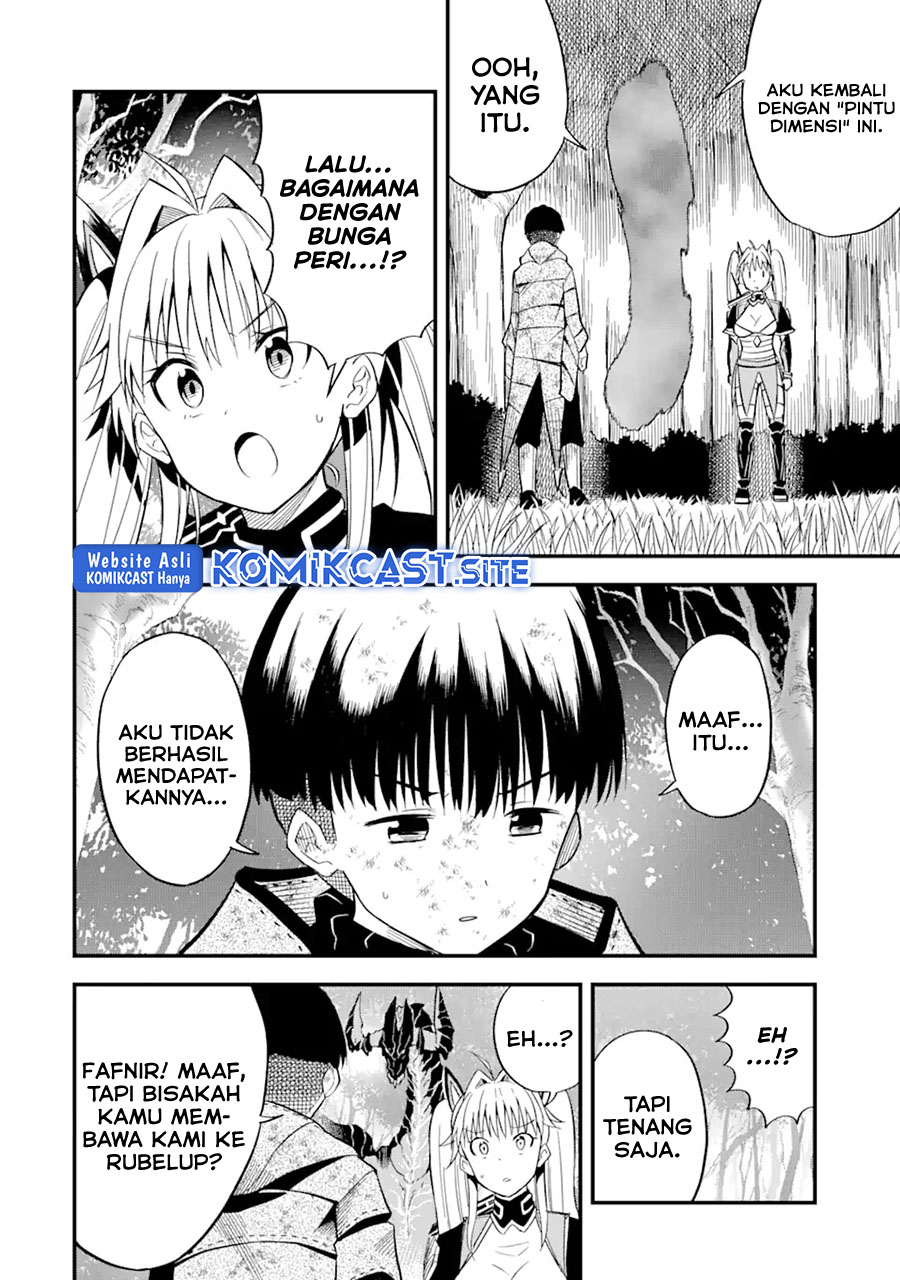 AKU KEMBALI
DENGAN "PINTU
DIMENSI" INI.
OOH,
YANG
ITU.
LALU...
BAGAIMANA
DENGAN
BUNGA
PERI...!?
Website Asli
KOMIKCAST Hanya
KOMIKCAST.SITE
MAAF...
ITU...
AKU TIDAK
BERHASIL
MENDAPAT-
KANNYA...
EH
...!?
TAPI
TENANG
SAJA.
EH...?
FAFNIR! MAAF,
TAPI BISAKAH
KAMU MEM-
BAWA KAMI KE
RUBELUP?